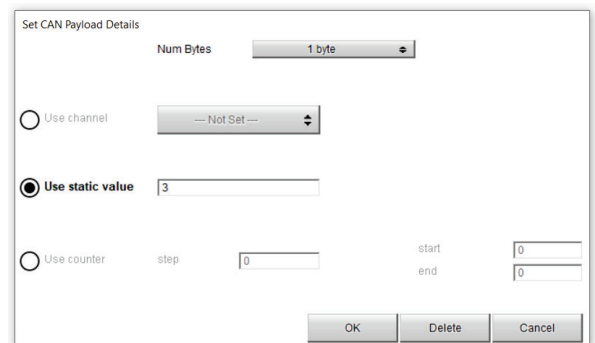 Set CAN Payload Details
Num Bytes 1 byte
Use channel --- Not Set ---
Use static value 3
Use counter step 0 start 0
end 0
OK Delete Cancel